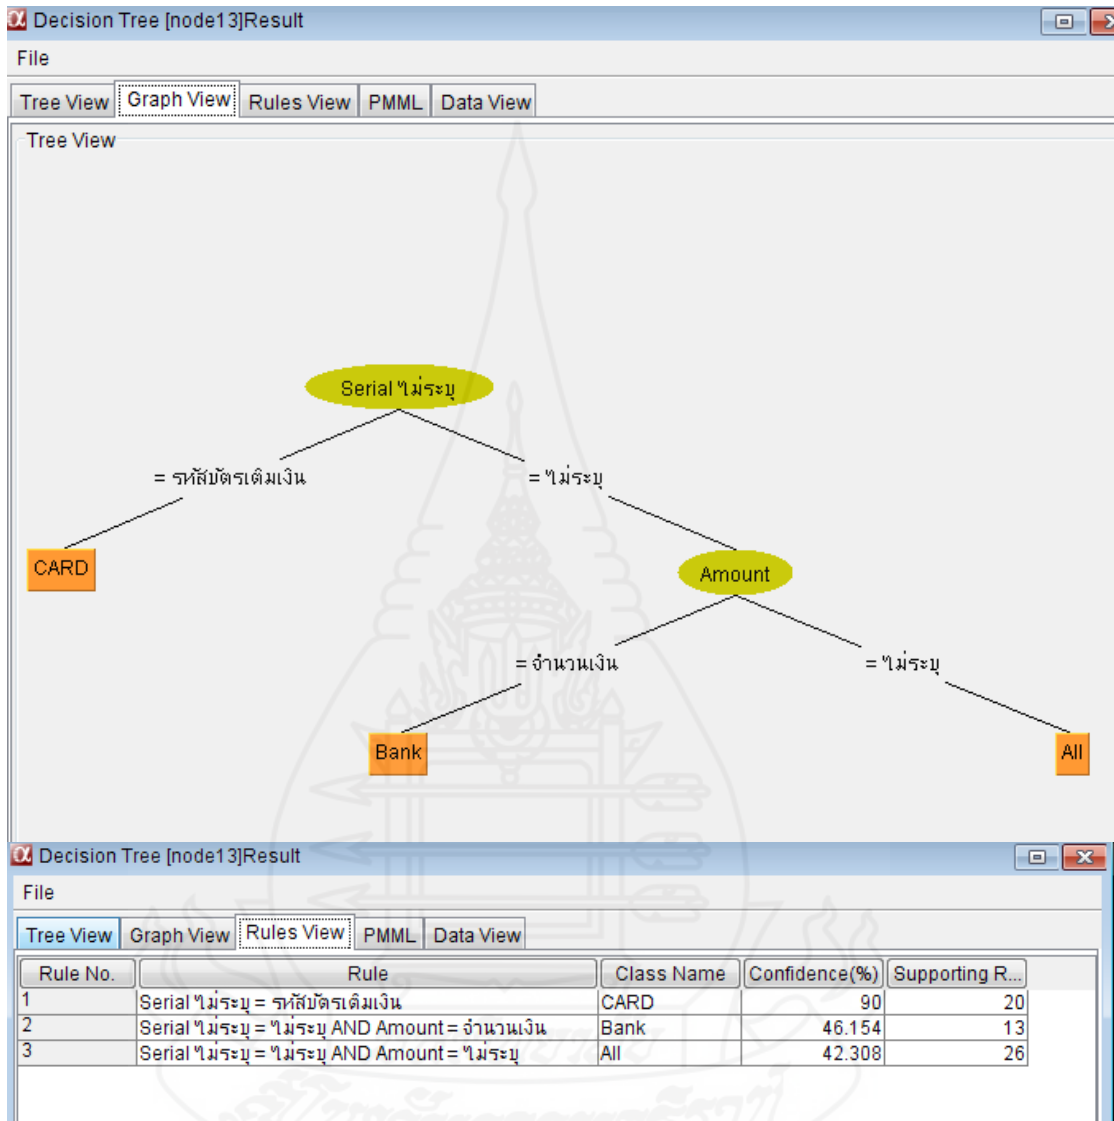 Decision Tree [node13]Result
File
Tree View Graph View Rules View PMML Data View
Tree View
Serial ไม่ระบุ
= รหัสบัตรเติมเงิน = ไม่ระบุ
CARD
Amount
= จำนวนเงิน = ไม่ระบุ
Bank All
Decision Tree [node13]Result
File
Tree View Graph View Rules View PMML Data View
Rule No. Rule Class Name Confidence(%) Supporting R...
1 Serial ไม่ระบุ = รหัสบัตรเติมเงิน CARD 90 20
2 Serial ไม่ระบุ = ไม่ระบุ AND Amount = จำนวนเงิน Bank 46.154 13
3 Serial ไม่ระบุ = ไม่ระบุ AND Amount = ไม่ระบุ All 42.308 26